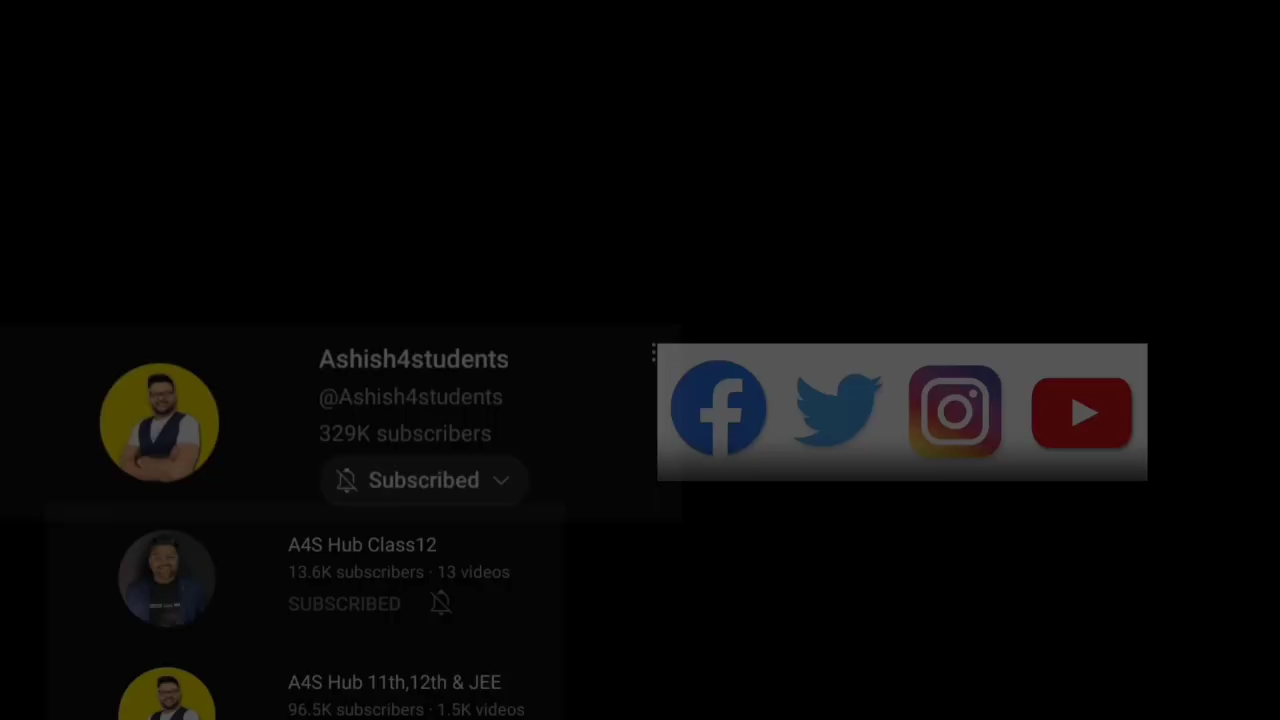 Ashish4students
@Ashish4students
329K subscribers
Subscribed
A4S Hub Class12
13.6K subscribers · 13 videos
SUBSCRIBED
A4S Hub 11th,12th & JEE
96.5K subscribers · 1.5K videos